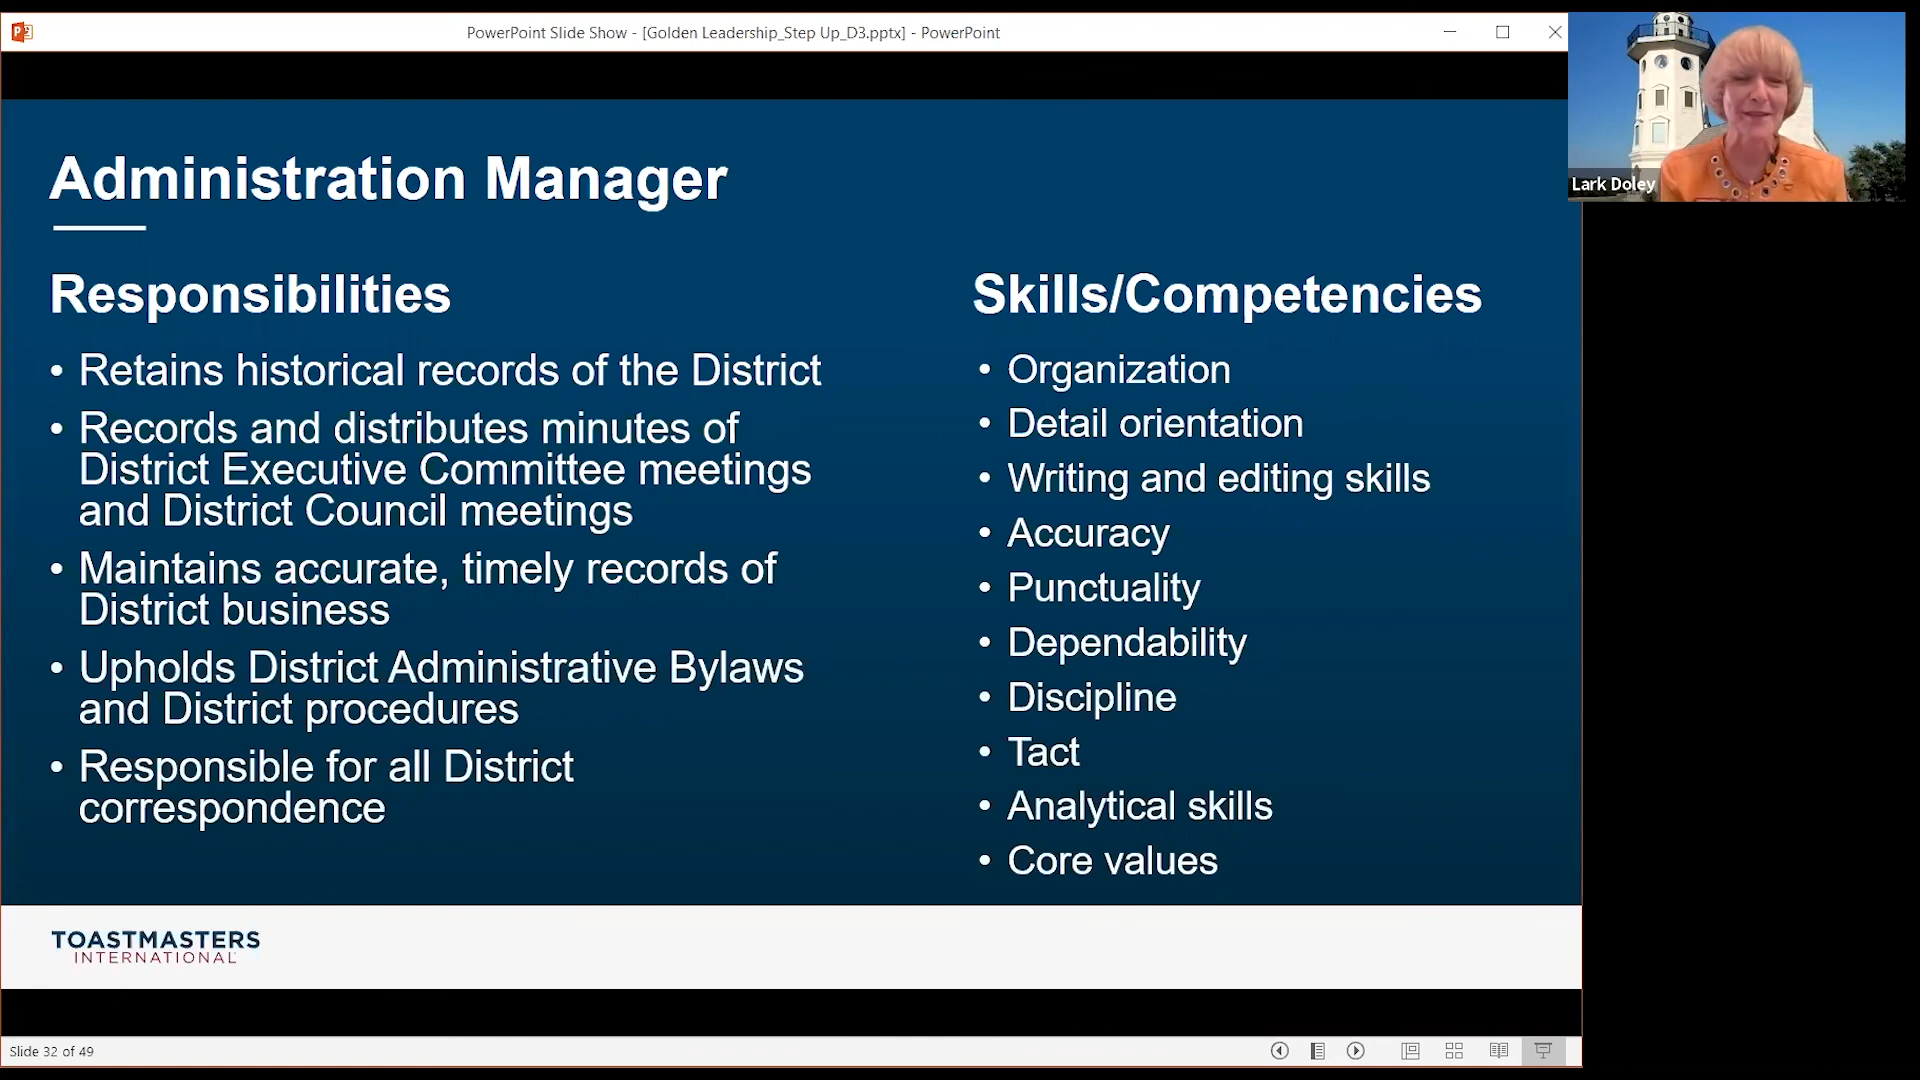 PowerPoint Slide Show - [Golden Leadership_Step Up_D3.pptx] - PowerPoint
Lark Doley
Administration Manager
Responsibilities
• Retains historical records of the District
• Records and distributes minutes of
District Executive Committee meetings
and District Council meetings
• Maintains accurate, timely records of
District business
• Upholds District Administrative Bylaws
and District procedures
• Responsible for all District
correspondence
Skills/Competencies
• Organization
• Detail orientation
• Writing and editing skills
• Accuracy
• Punctuality
• Dependability
• Discipline
• Tact
• Analytical skills
• Core values
TOASTMASTERS
INTERNATIONAL
Slide 32 of 49